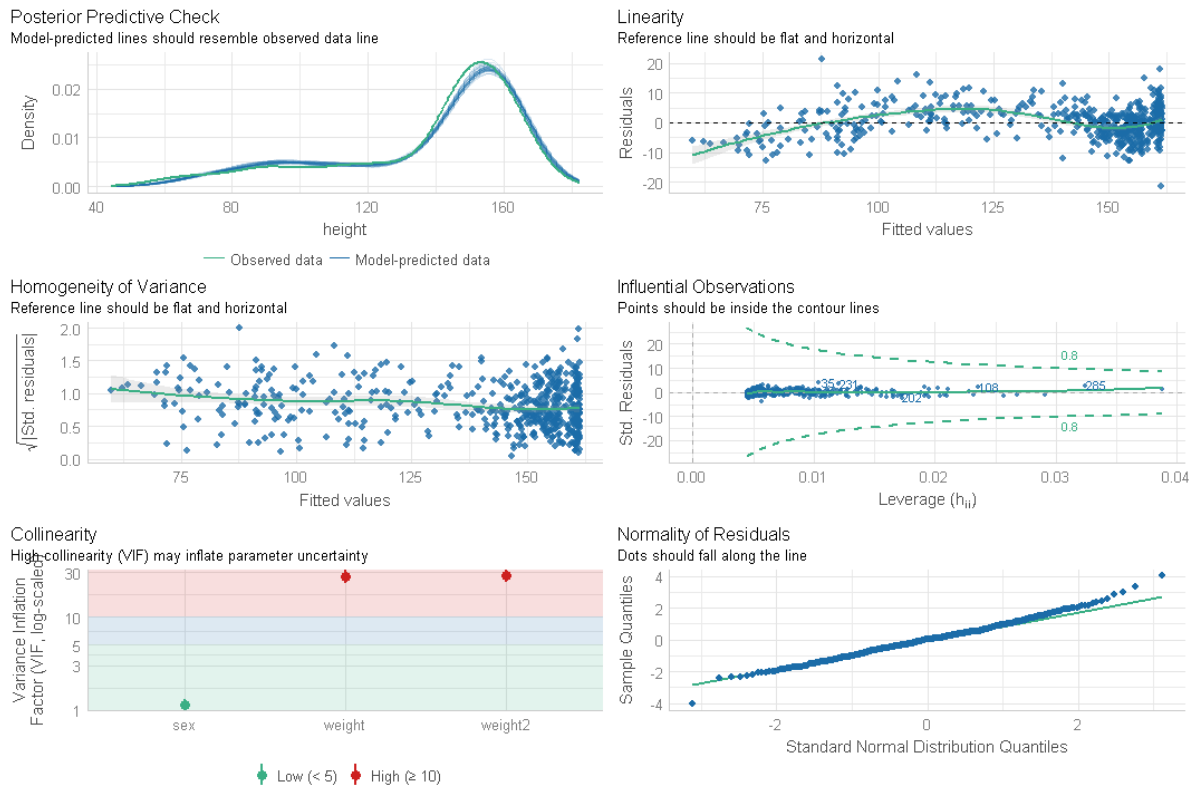 Posterior Predictive Check
Model-predicted lines should resemble observed data line
Density
0.02
0.01
0.00
40
80
120
160
height
Observed data
Model-predicted data
Linearity
Reference line should be flat and horizontal
Residuals
20
10
0
-10
-20
75
100
125
150
Fitted values
Homogeneity of Variance
Reference line should be flat and horizontal
√|Std. residuals|
2.0
1.5
1.0
0.5
0.0
75
100
125
150
Fitted values
Influential Observations
Points should be inside the contour lines
Std. Residuals
20
10
0
-10
-20
0.8
35
231
202
108
285
0.8
0.00
0.01
0.02
0.03
0.04
Leverage (hii)
Collinearity
High collinearity (VIF) may inflate parameter uncertainty
Variance Inflation
Factor (VIF, log-scaled)
30
10
5
3
1
sex
weight
weight2
Low (< 5)
High (≥ 10)
Normality of Residuals
Dots should fall along the line
Sample Quantiles
4
2
0
-2
-4
-2
0
2
Standard Normal Distribution Quantiles